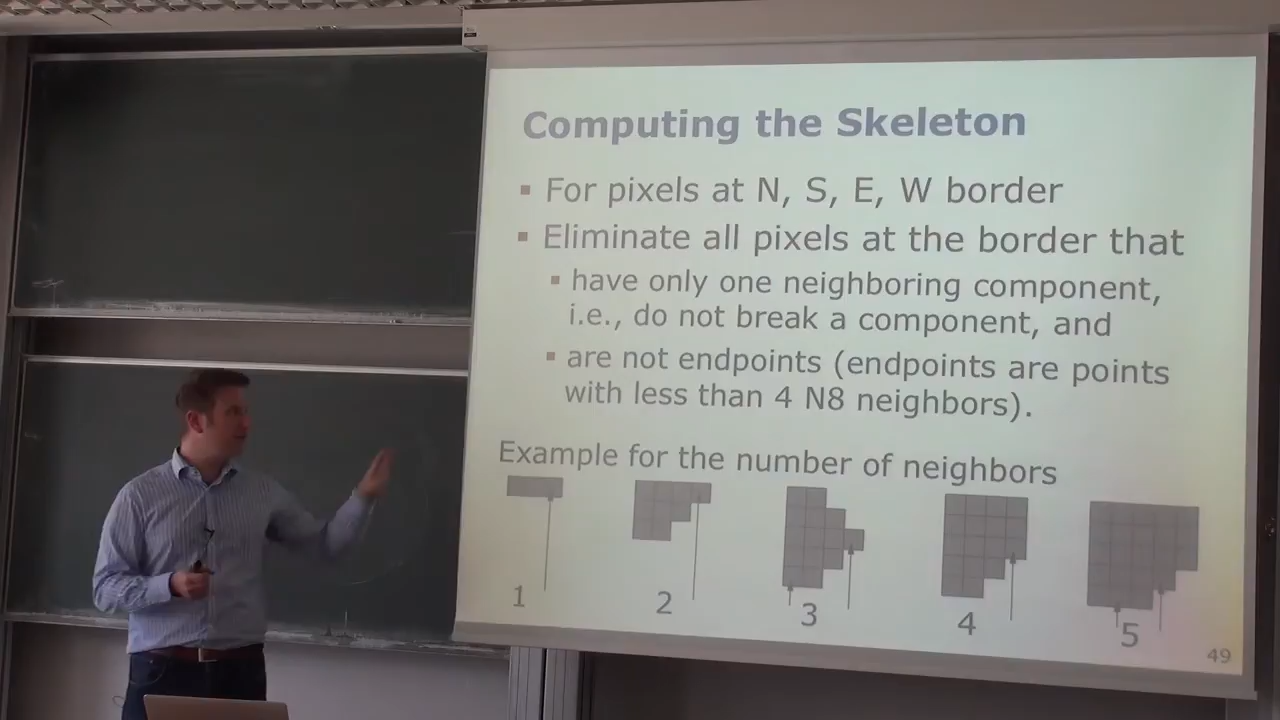 Computing the Skeleton
▪ For pixels at N, S, E, W border
▪ Eliminate all pixels at the border that
▪ have only one neighboring component,
i.e., do not break a component, and
▪ are not endpoints (endpoints are points
with less than 4 N8 neighbors).
Example for the number of neighbors
1 2 3 4 5
49